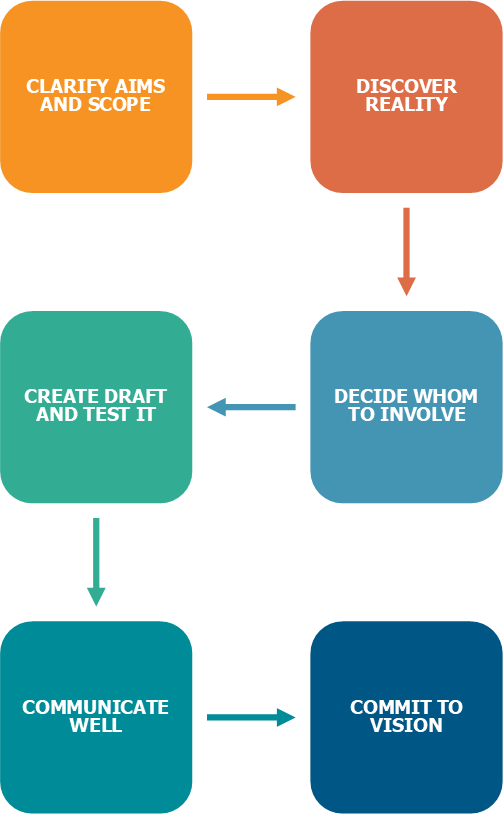 CLARIFY AIMS
AND SCOPE
DISCOVER
REALITY
DECIDE WHOM
TO INVOLVE
CREATE DRAFT
AND TEST IT
COMMUNICATE
WELL
COMMIT TO
VISION